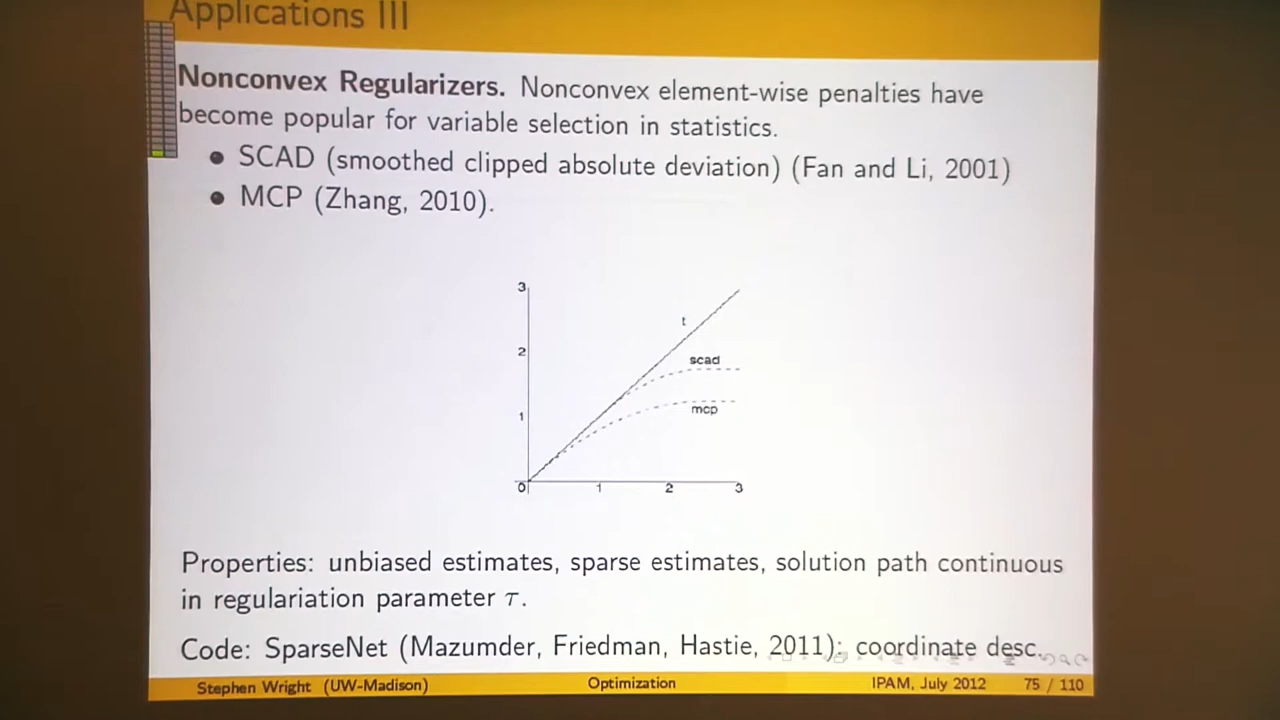 Applications III
Nonconvex Regularizers. Nonconvex element-wise penalties have
become popular for variable selection in statistics.
• SCAD (smoothed clipped absolute deviation) (Fan and Li, 2001)
• MCP (Zhang, 2010).
3
t
2
scad
mcp
1
0 1 2 3
Properties: unbiased estimates, sparse estimates, solution path continuous
in regulariation parameter τ.
Code: SparseNet (Mazumder, Friedman, Hastie, 2011): coordinate desc.
Stephen Wright (UW-Madison) Optimization IPAM, July 2012 75 / 110